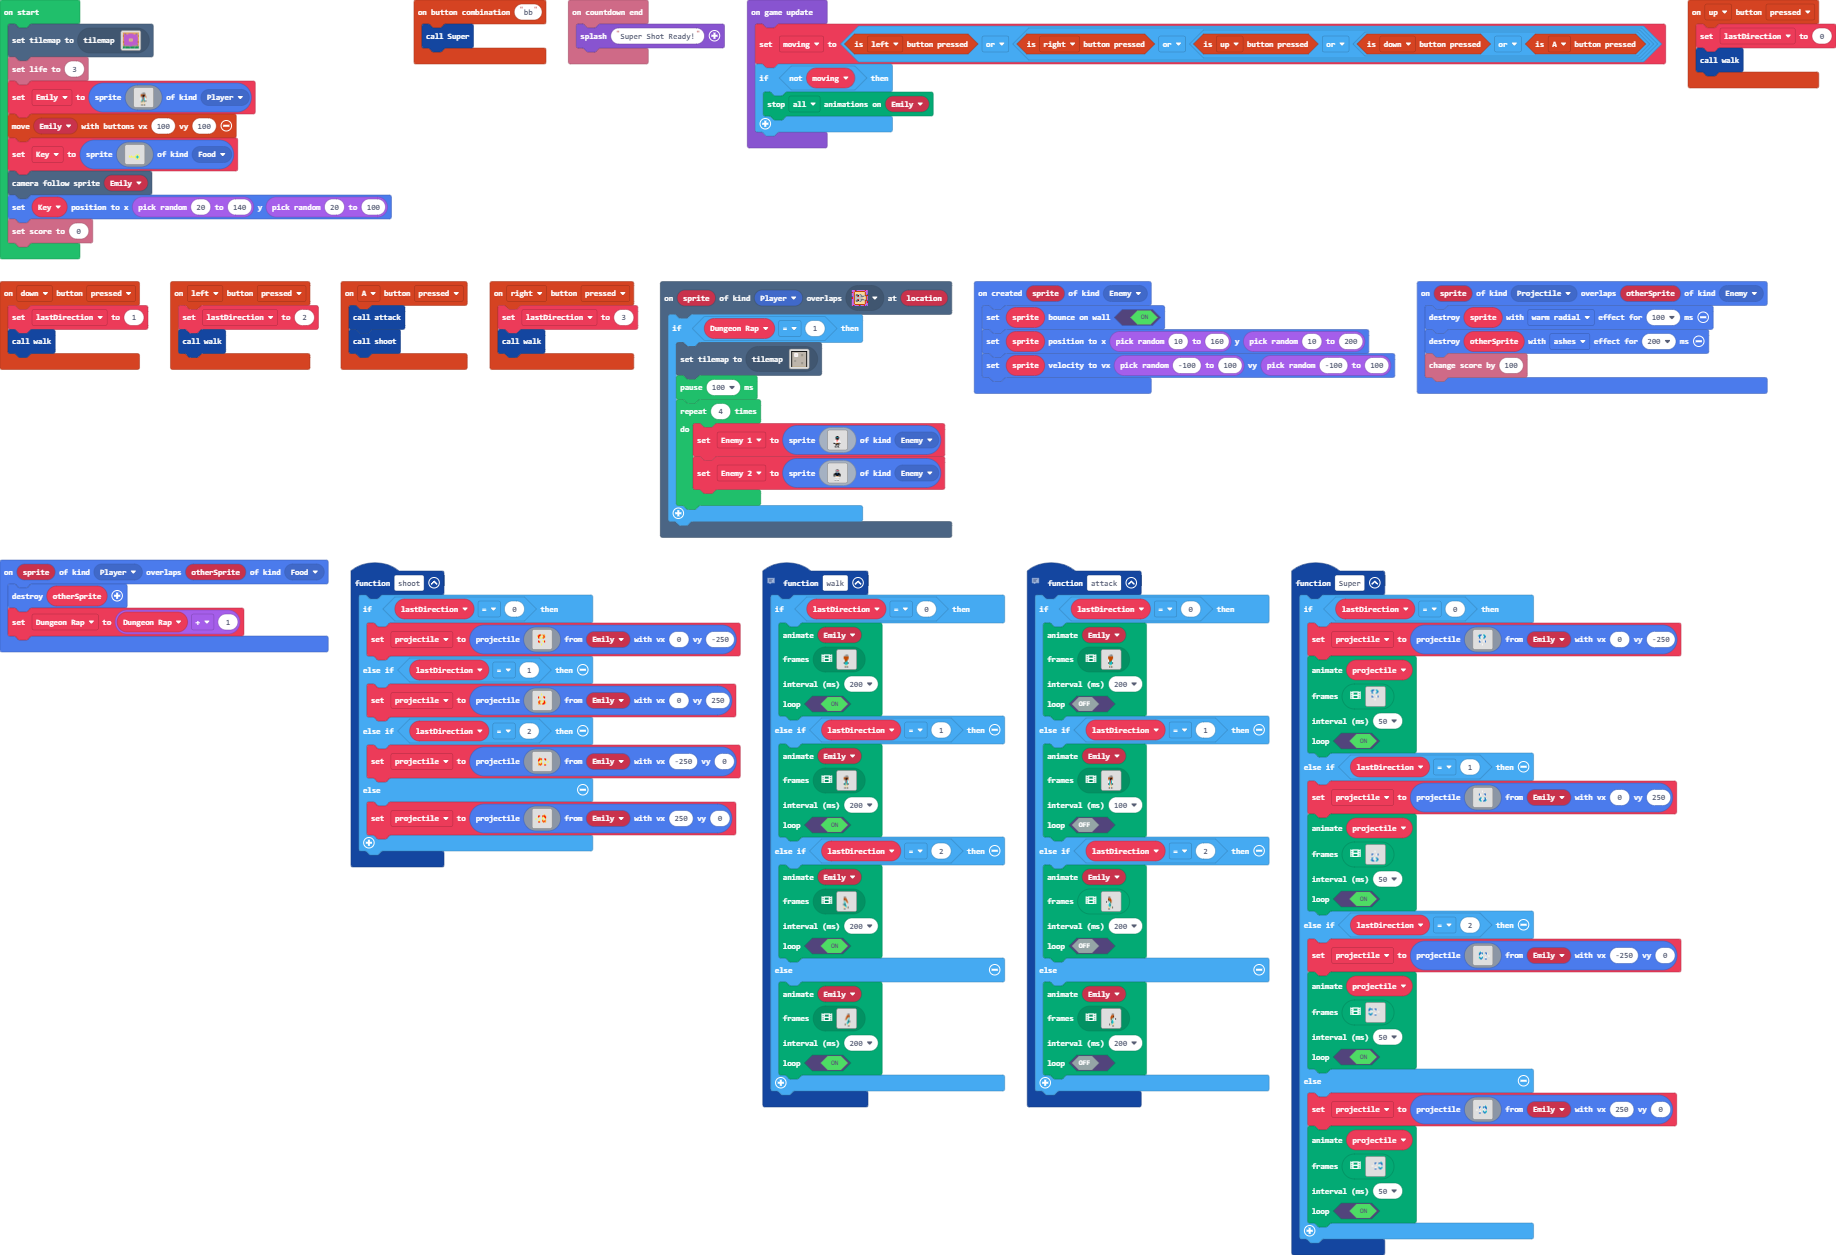 on start
set tilemap to tilemap
set life to 3
set Emily to sprite of kind Player
move Emily with buttons vx 100 vy 100
set Key to sprite of kind Food
camera follow sprite Emily
set Key position to x pick random 20 to 140 y pick random 20 to 100
set score to 0
on button combination "bb"
call Super
on countdown end
splash "Super Shot Ready!"
on game update
set moving to is left button pressed or is right button pressed or is up button pressed or is down button pressed or is A button pressed
if not moving then
stop all animations on Emily
on up button pressed
set lastDirection to 0
call walk
on down button pressed
set lastDirection to 1
call walk
on left button pressed
set lastDirection to 2
call walk
on A button pressed
call attack
call shoot
on right button pressed
set lastDirection to 3
call walk
on sprite of kind Player overlaps at location
if Dungeon Rap = 1 then
set tilemap to tilemap
pause 100 ms
repeat 4 times
do
set Enemy 1 to sprite of kind Enemy
set Enemy 2 to sprite of kind Enemy
on created sprite of kind Enemy
set sprite bounce on wall ON
set sprite position to x pick random 10 to 160 y pick random 10 to 200
set sprite velocity to vx pick random -100 to 100 vy pick random -100 to 100
on sprite of kind Projectile overlaps otherSprite of kind Enemy
destroy sprite with warm radial effect for 100 ms
destroy otherSprite with ashes effect for 200 ms
change score by 100
on sprite of kind Player overlaps otherSprite of kind Food
destroy otherSprite
set Dungeon Rap to Dungeon Rap + 1
function shoot
if lastDirection = 0 then
set projectile to projectile from Emily with vx 0 vy -250
else if lastDirection = 1 then
set projectile to projectile from Emily with vx 0 vy 250
else if lastDirection = 2 then
set projectile to projectile from Emily with vx -250 vy 0
else
set projectile to projectile from Emily with vx 250 vy 0
function walk
if lastDirection = 0 then
animate Emily
frames
interval (ms) 200
loop ON
else if lastDirection = 1 then
animate Emily
frames
interval (ms) 200
loop ON
else if lastDirection = 2 then
animate Emily
frames
interval (ms) 200
loop ON
else
animate Emily
frames
interval (ms) 200
loop ON
function attack
if lastDirection = 0 then
animate Emily
frames
interval (ms) 200
loop OFF
else if lastDirection = 1 then
animate Emily
frames
interval (ms) 100
loop OFF
else if lastDirection = 2 then
animate Emily
frames
interval (ms) 200
loop OFF
else
animate Emily
frames
interval (ms) 200
loop OFF
function Super
if lastDirection = 0 then
set projectile to projectile from Emily with vx 0 vy -250
animate projectile
frames
interval (ms) 50
loop ON
else if lastDirection = 1 then
set projectile to projectile from Emily with vx 0 vy 250
animate projectile
frames
interval (ms) 50
loop ON
else if lastDirection = 2 then
set projectile to projectile from Emily with vx -250 vy 0
animate projectile
frames
interval (ms) 50
loop ON
else
set projectile to projectile from Emily with vx 250 vy 0
animate projectile
frames
interval (ms) 50
loop ON